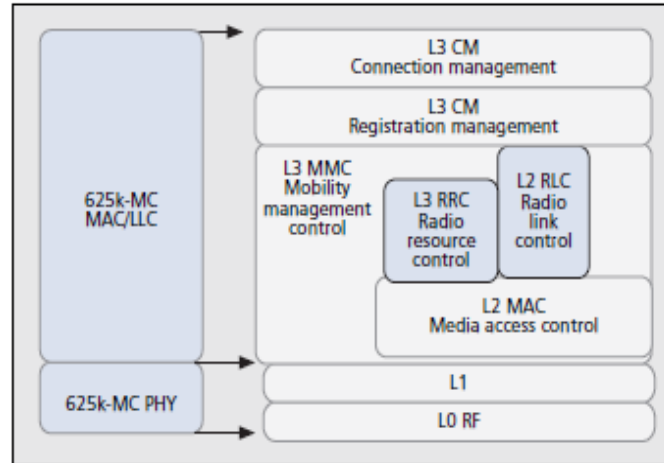 625k-MC
MAC/LLC
625k-MC PHY
L3 CM
Connection management
L3 CM
Registration management
L3 MMC
Mobility
management
control
L3 RRC
Radio
resource
control
L2 RLC
Radio
link
control
L2 MAC
Media access control
L1
L0 RF